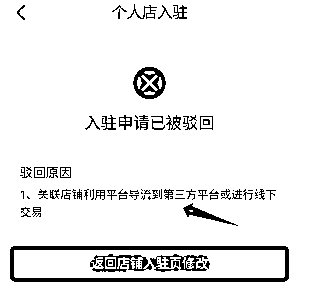 个人店入驻
入驻申请已被驳回
驳回原因
1、关联店铺利用平台导流到第三方平台或进行线下
交易
返回店铺入驻页修改